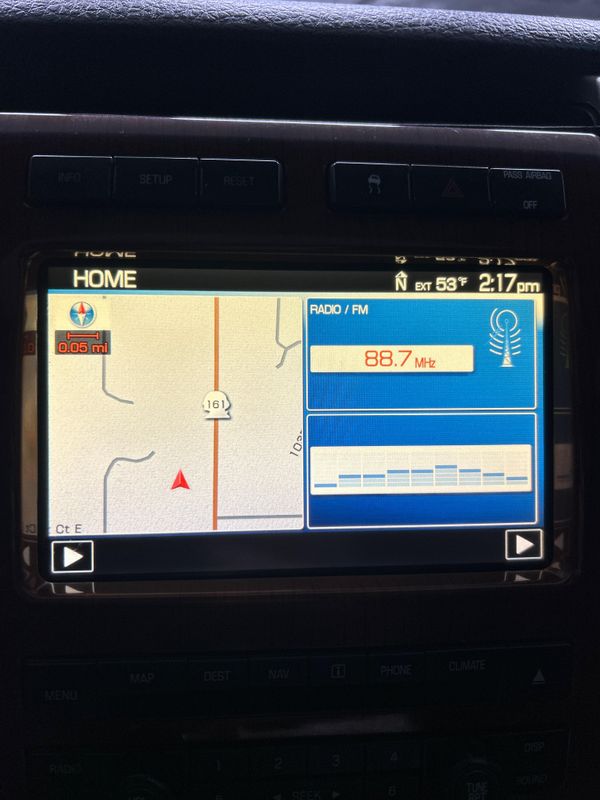 INFO SETUP RESET
PASS AIRBAG
OFF
HOME N EXT 53°F 2:17pm
0.05 mi
RADIO / FM
88.7 MHz
161
Ct E
MENU MAP DEST NAV i PHONE CLIMATE
RADIO 1 2 3 4 DISP
SEEK TUNE SOUND